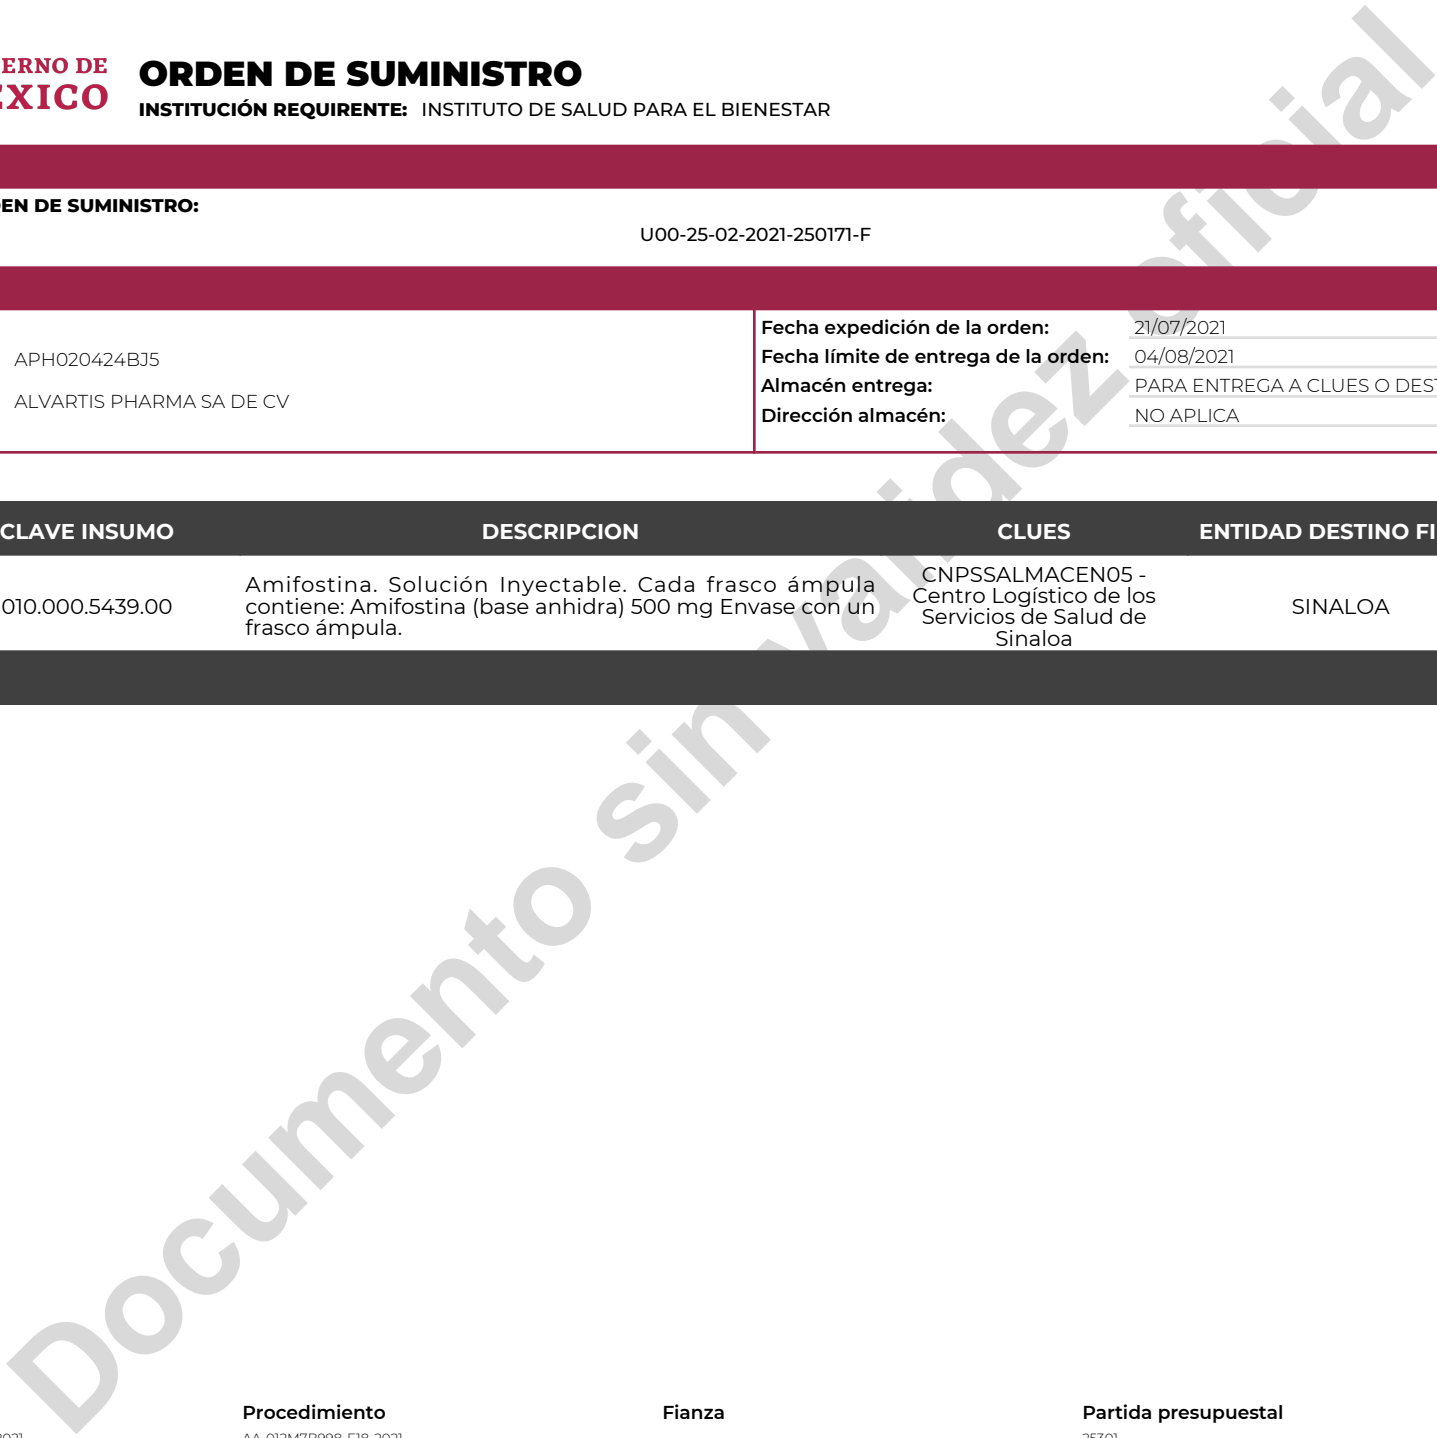 ERNO DE
ORDEN DE SUMINISTRO
INSTITUCIÓN REQUIRENTE: INSTITUTO DE SALUD PARA EL BIENESTAR
DE SUMINISTRO:
U00-25-02-2021-250171-F
APH020424BJ5
ALVARTIS PHARMA SA DE CV
Fecha expedición de la orden: 21/07/2021
Fecha límite de entrega de la orden: 04/08/2021
Almacén entrega: PARA ENTREGA A CLUES O DEST
Dirección almacén: NO APLICA
CLAVE INSUMO DESCRIPCION CLUES ENTIDAD DESTINO FI
010.000.5439.00
Amifostina. Solución Inyectable. Cada frasco ámpula
contiene: Amifostina (base anhidra) 500 mg Envase con un
frasco ámpula.
CNPSSALMACEN05 -
Centro Logístico de los
Servicios de Salud de
Sinaloa
SINALOA
Documento sin validez oficial
Procedimiento Fianza Partida presupuestal